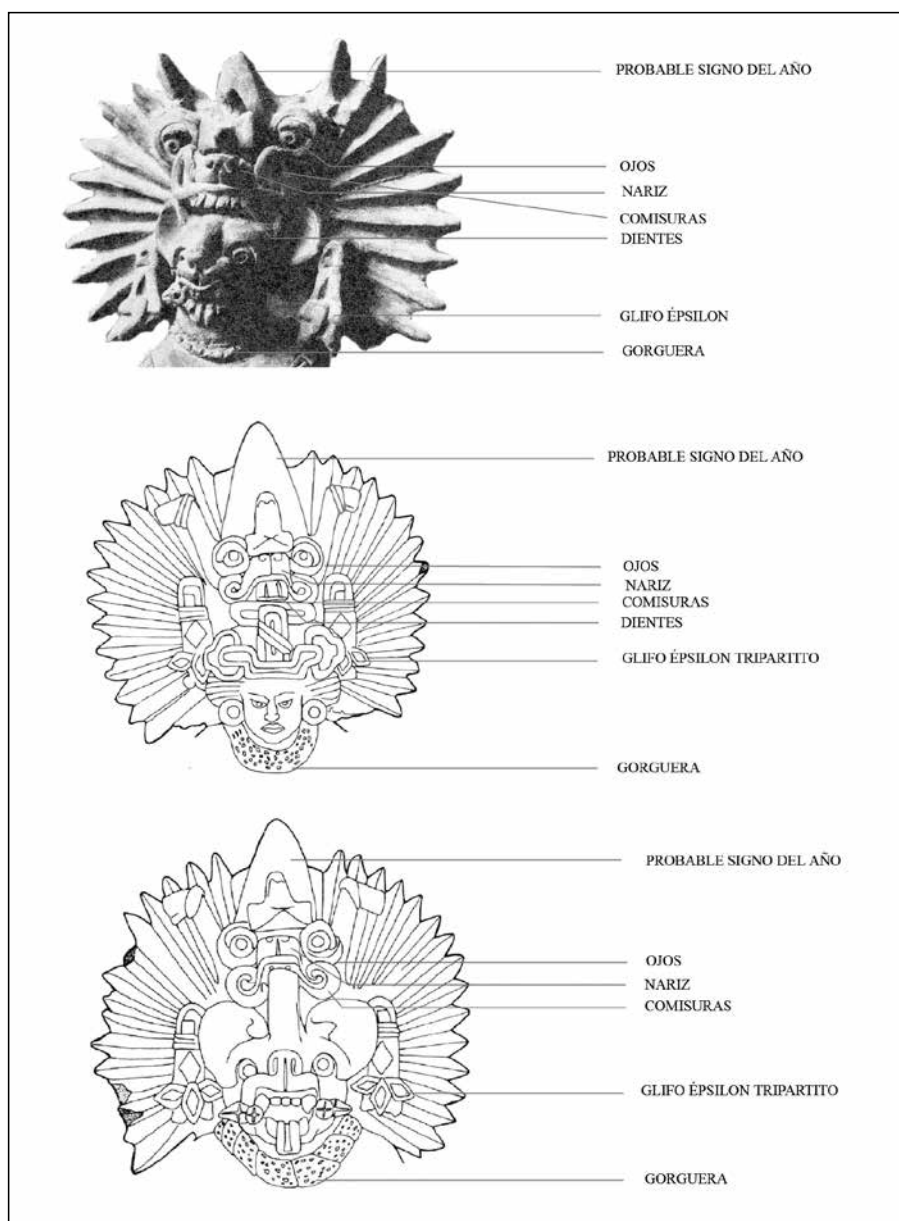 PROBABLE SIGNO DEL AÑO
OJOS
NARIZ
COMISURAS
DIENTES
GLIFO ÉPSILON
GORGUERA
PROBABLE SIGNO DEL AÑO
OJOS
NARIZ
COMISURAS
DIENTES
GLIFO ÉPSILON TRIPARTITO
GORGUERA
PROBABLE SIGNO DEL AÑO
OJOS
NARIZ
COMISURAS
GLIFO ÉPSILON TRIPARTITO
GORGUERA